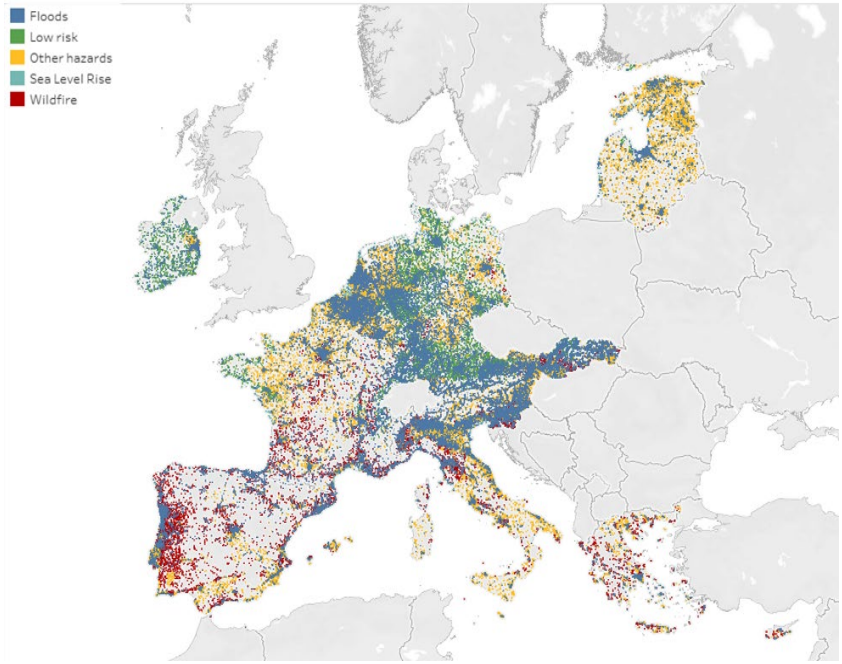 Floods
Low risk
Other hazards
Sea Level Rise
Wildfire